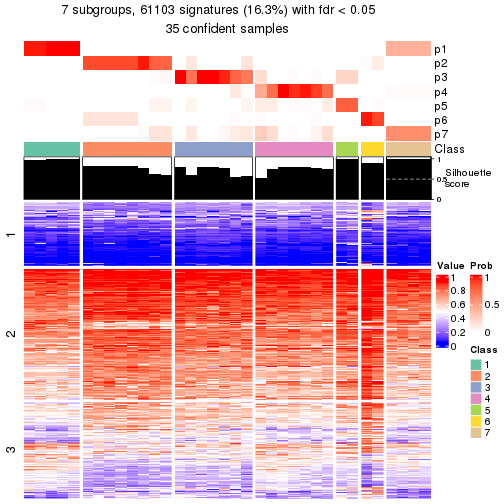 7 subgroups, 61103 signatures (16.3%) with fdr < 0.05
35 confident samples
p1
p2
p3
p4
p5
p6
p7
Class
1
0.5
0
Silhouette
score
1
2
3
Value
1
0.8
0.6
0.4
0.2
0
Prob
1
0.5
0
Class
1
2
3
4
5
6
7